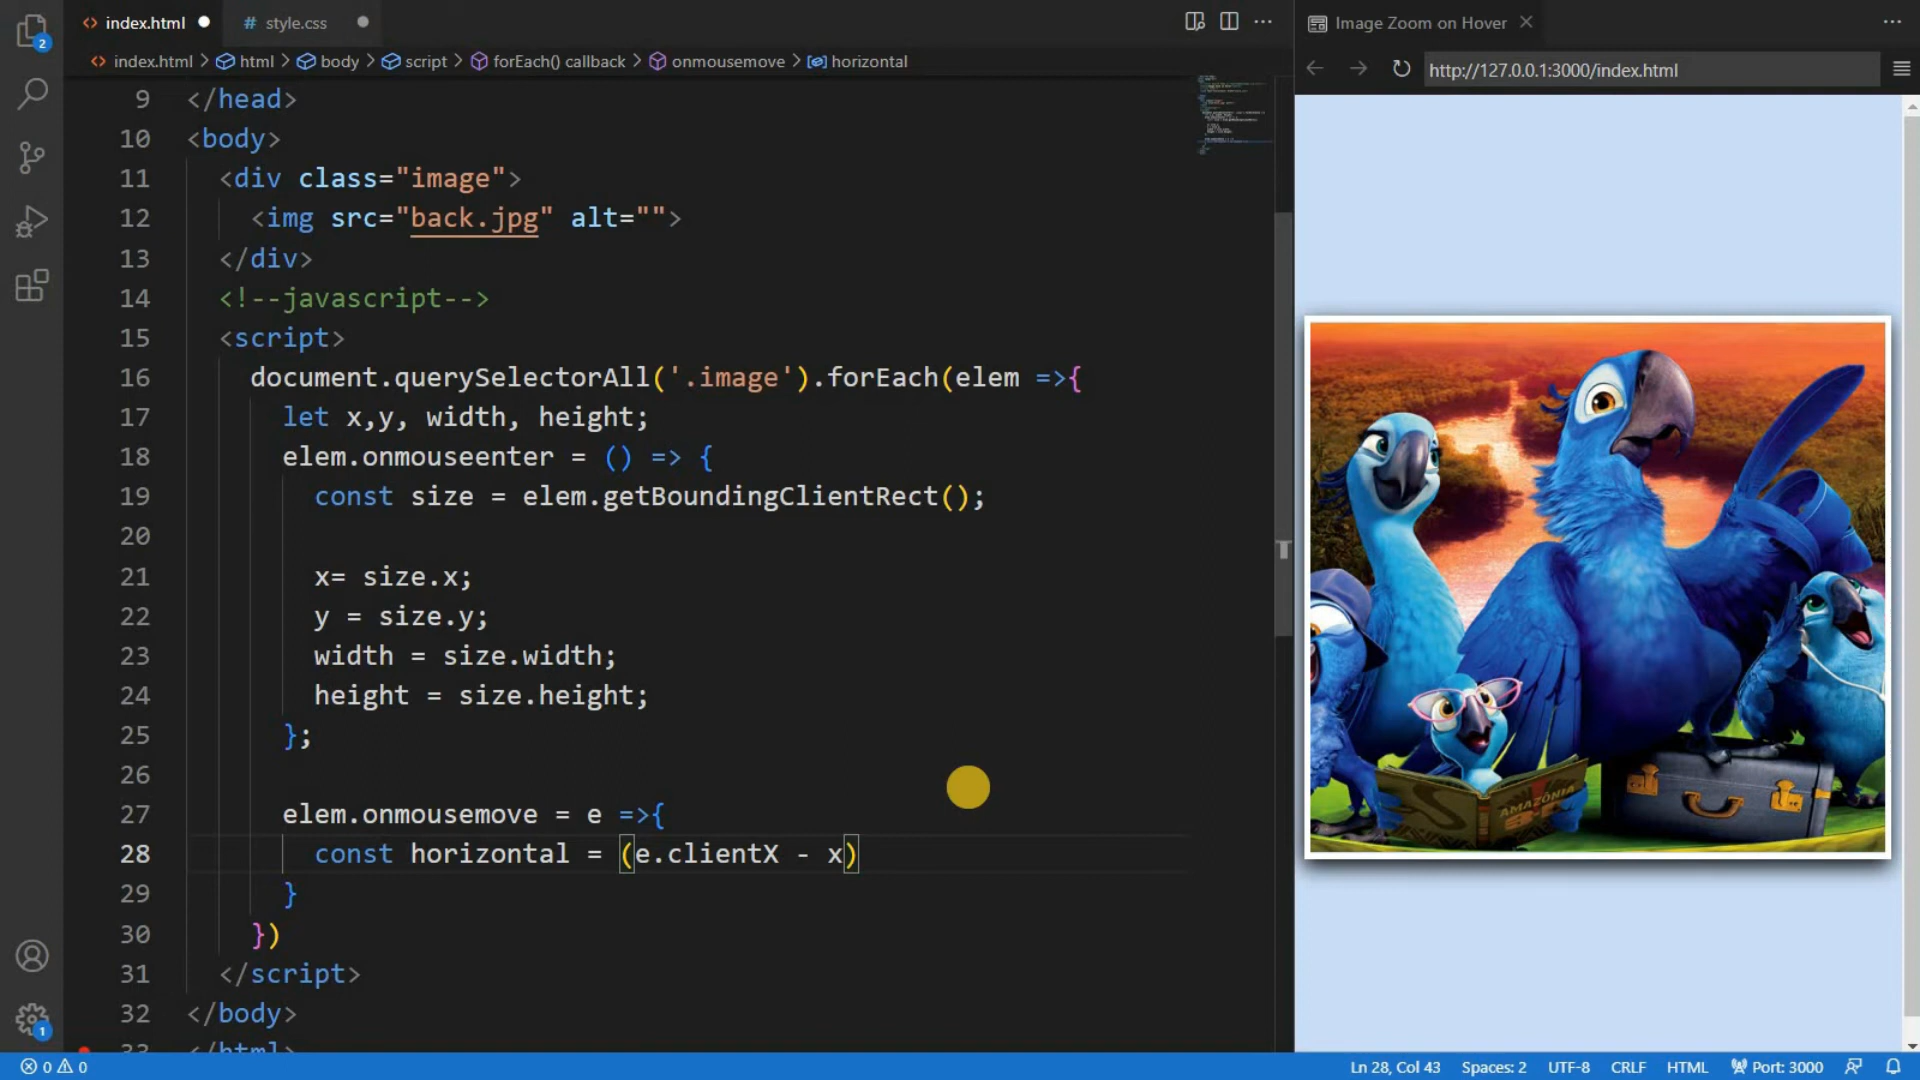 index.html
style.css
Image Zoom on Hover
2
index.html > html > body > script > forEach() callback > onmousemove > horizontal
http://127.0.0.1:3000/index.html
9 </head>
10 <body>
11 <div class="image">
12 <img src="back.jpg" alt="">
13 </div>
14 <!--javascript-->
15 <script>
16 document.querySelectorAll('.image').forEach(elem =>{
17 let x,y, width, height;
18 elem.onmouseenter = () => {
19 const size = elem.getBoundingClientRect();
20
21 x= size.x;
22 y = size.y;
23 width = size.width;
24 height = size.height;
25 };
26
27 elem.onmousemove = e =>{
28 const horizontal = (e.clientX - x)
29 }
30 })
31 </script>
32 </body>
33 </html>
AMAZÔNIA
1
0 0
Ln 28, Col 43
Spaces: 2
UTF-8
CRLF
HTML
Port: 3000